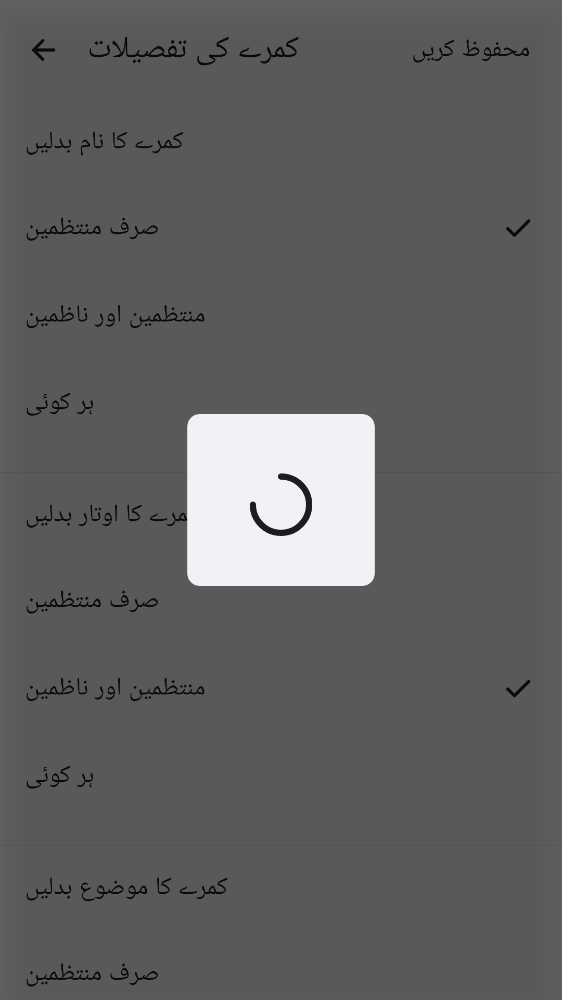 کمرے کی تفصیلات
محفوظ کریں
کمرے کا نام بدلیں
صرف منتظمین
منتظمین اور ناظمین
ہر کوئی
کا اوتار بدلیں
صرف منتظمین
منتظمین اور ناظمین
ہر کوئی
کمرے کا موضوع بدلیں
صرف منتظمین